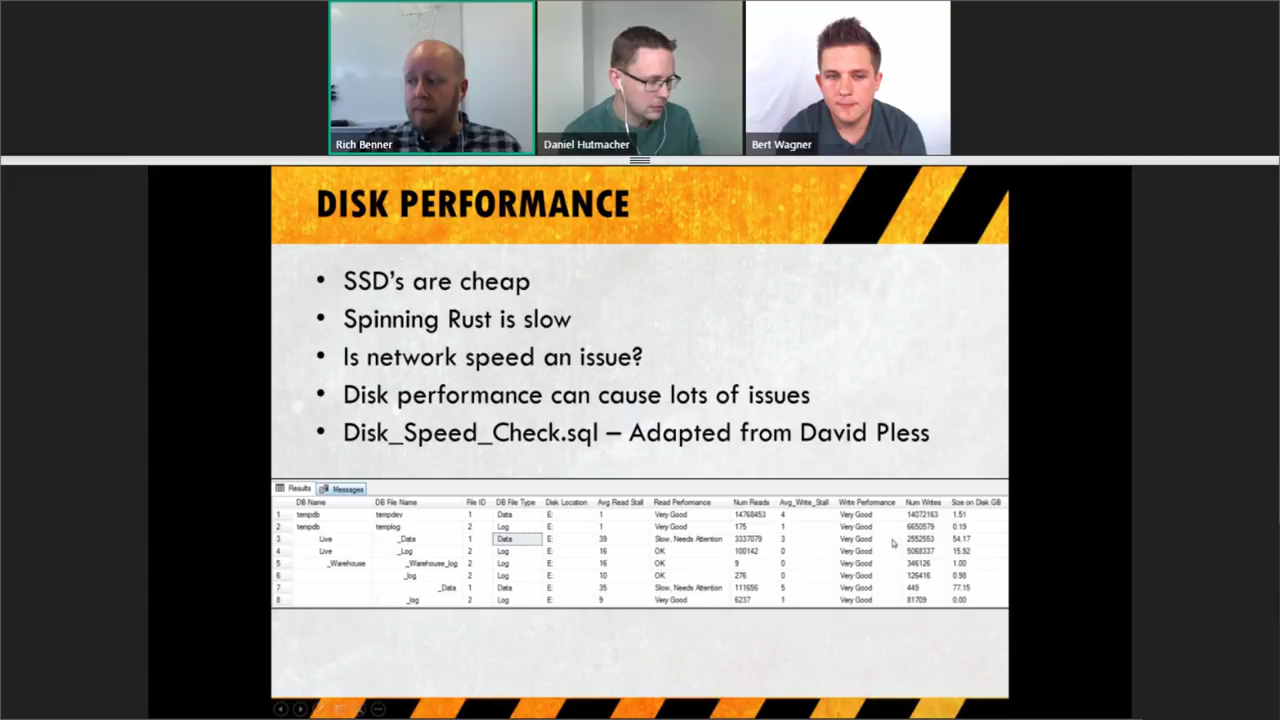 Rich Benner
Daniel Hutmacher
Bert Wagner
DISK PERFORMANCE
• SSD's are cheap
• Spinning Rust is slow
• Is network speed an issue?
• Disk performance can cause lots of issues
• Disk_Speed_Check.sql – Adapted from David Pless
Results Messages
DB Name DB File Name File ID DB File Type Disk Location Avg Read Stall Read Performance Num Reads Avg_Write_Stall Write Performance Num Writes Size on Disk GB
1 tempdb tempdev 1 Data E: 1 Very Good 14768453 4 Very Good 14072163 1.51
2 tempdb templog 2 Log E: 1 Very Good 175 1 Very Good 6650579 0.19
3 Live _Data 1 Data E: 39 Slow, Needs Attention 3337079 3 Very Good 2552553 54.17
4 Live _Log 2 Log E: 16 OK 100142 0 Very Good 5068337 15.92
5 _Warehouse _Warehouse_log 2 Log E: 16 OK 9 0 Very Good 346126 1.00
6 _log 2 Log E: 10 OK 276 0 Very Good 126416 0.98
7 _Data 1 Data E: 35 Slow, Needs Attention 111656 5 Very Good 449 77.15
8 _log 2 Log E: 9 Very Good 6237 1 Very Good 81709 0.00